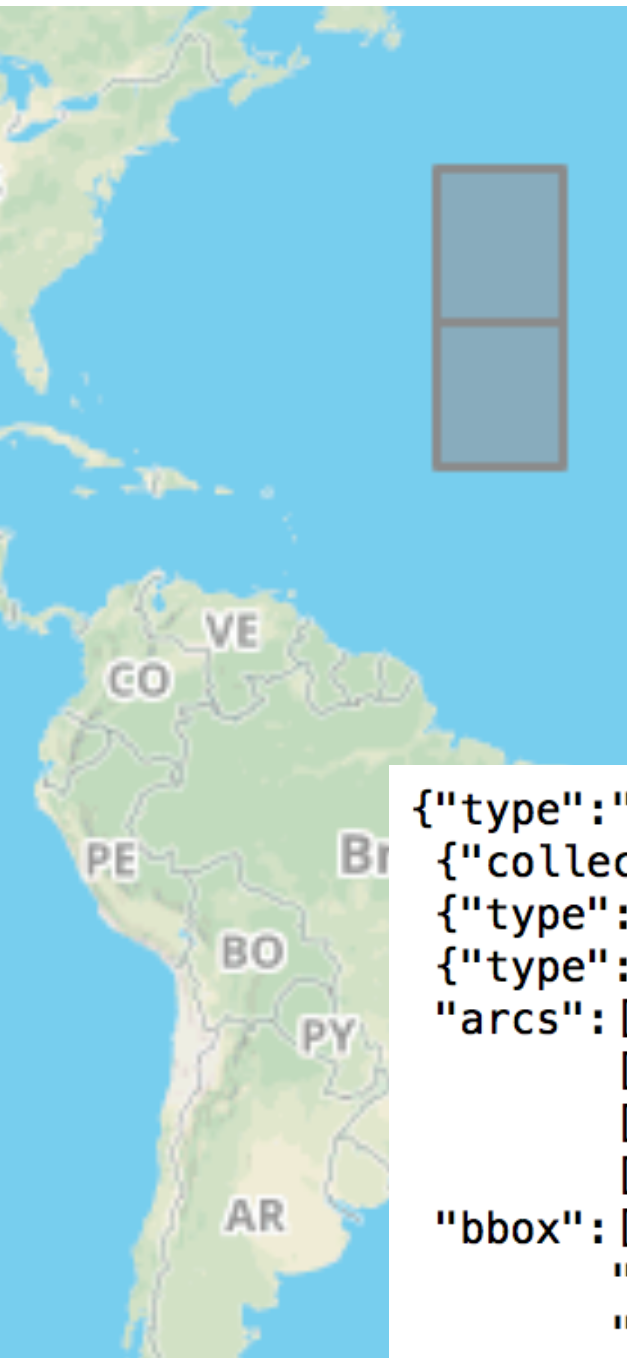 VE
CO
Br
PE
BO
PY
AR
{"type":"
{"collec
{"type":
{"type":
"arcs":[
[
[
[
"bbox":[
"
"